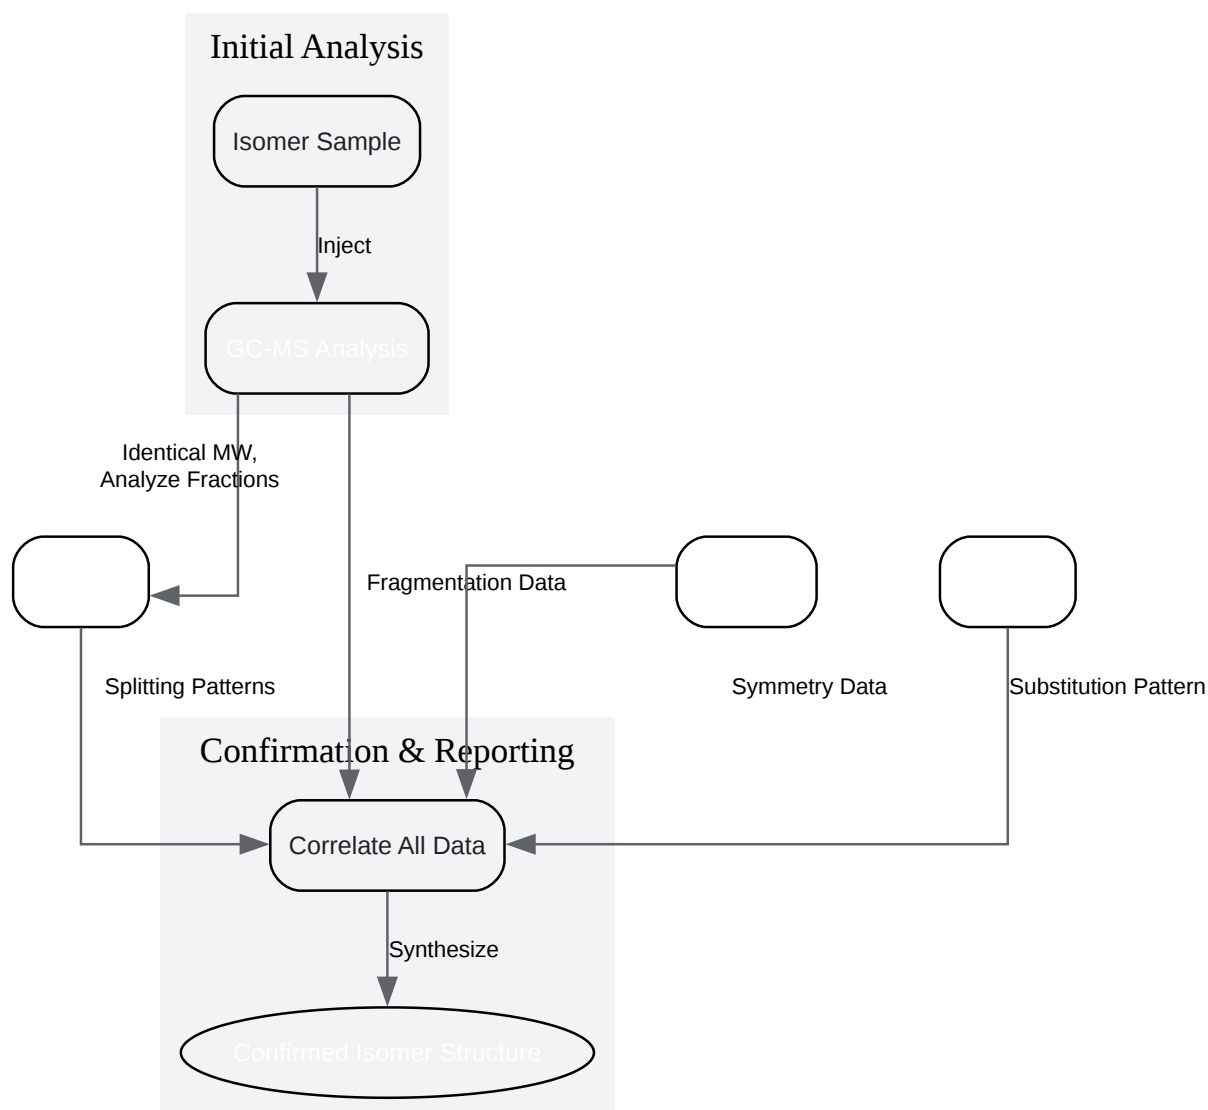 Initial Analysis
Isomer Sample
Inject
GC-MS Analysis
Identical MW,
Analyze Fractions
Fragmentation Data
Splitting Patterns
Symmetry Data
Substitution Pattern
Confirmation & Reporting
Correlate All Data
Synthesize
Confirmed Isomer Structure